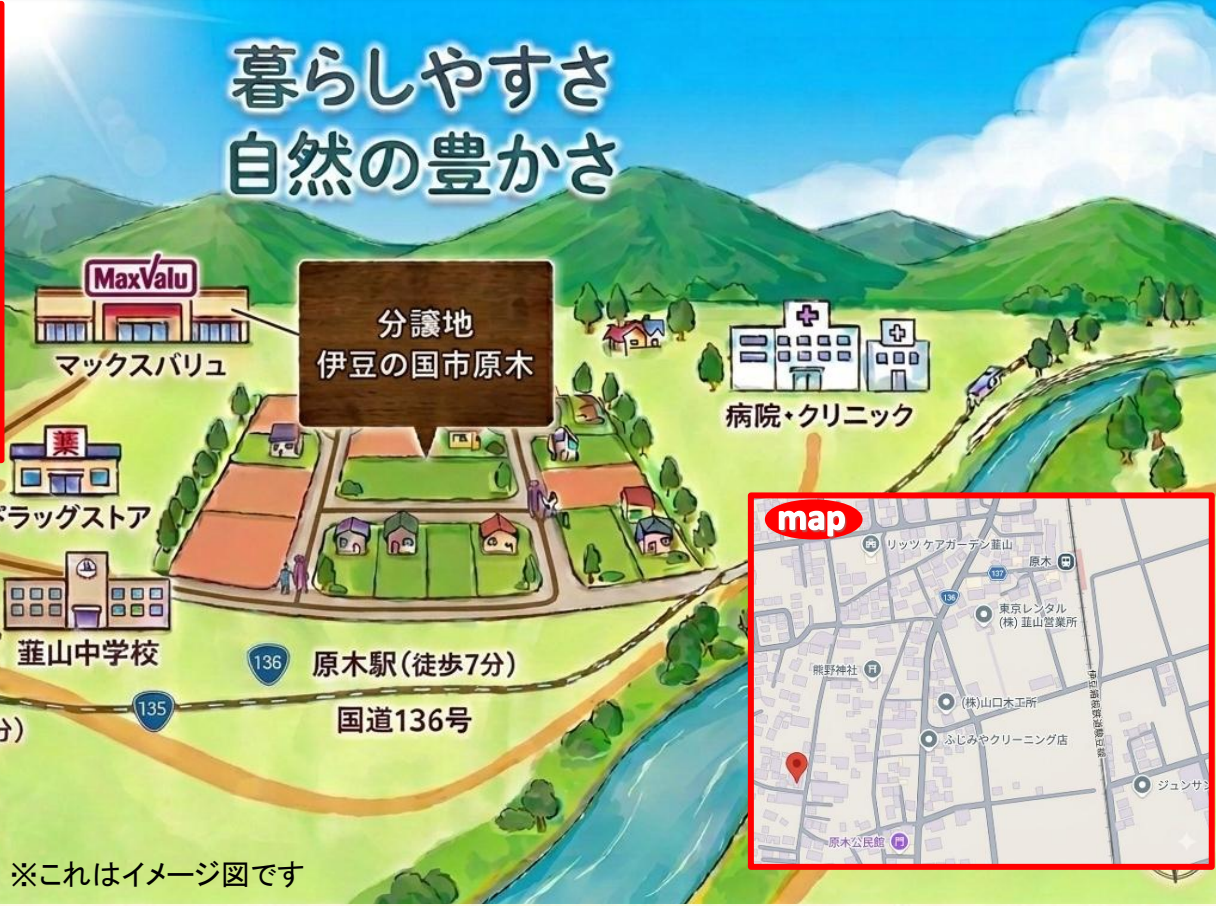 暮らしやすさ
自然の豊かさ
MaxValu
マックスバリュ
分譲地
伊豆の国市原木
病院・クリニック
薬
ドラッグストア
韮山中学校
136
原木駅(徒歩7分)
135
国道136号
分)
map
リッツ ケアガーデン韮山
原木
137
136
東京レンタル
(株) 韮山営業所
熊野神社
(株)山口木工所
ふじみやクリーニング店
ジュンサン
原木公民館
※これはイメージ図です